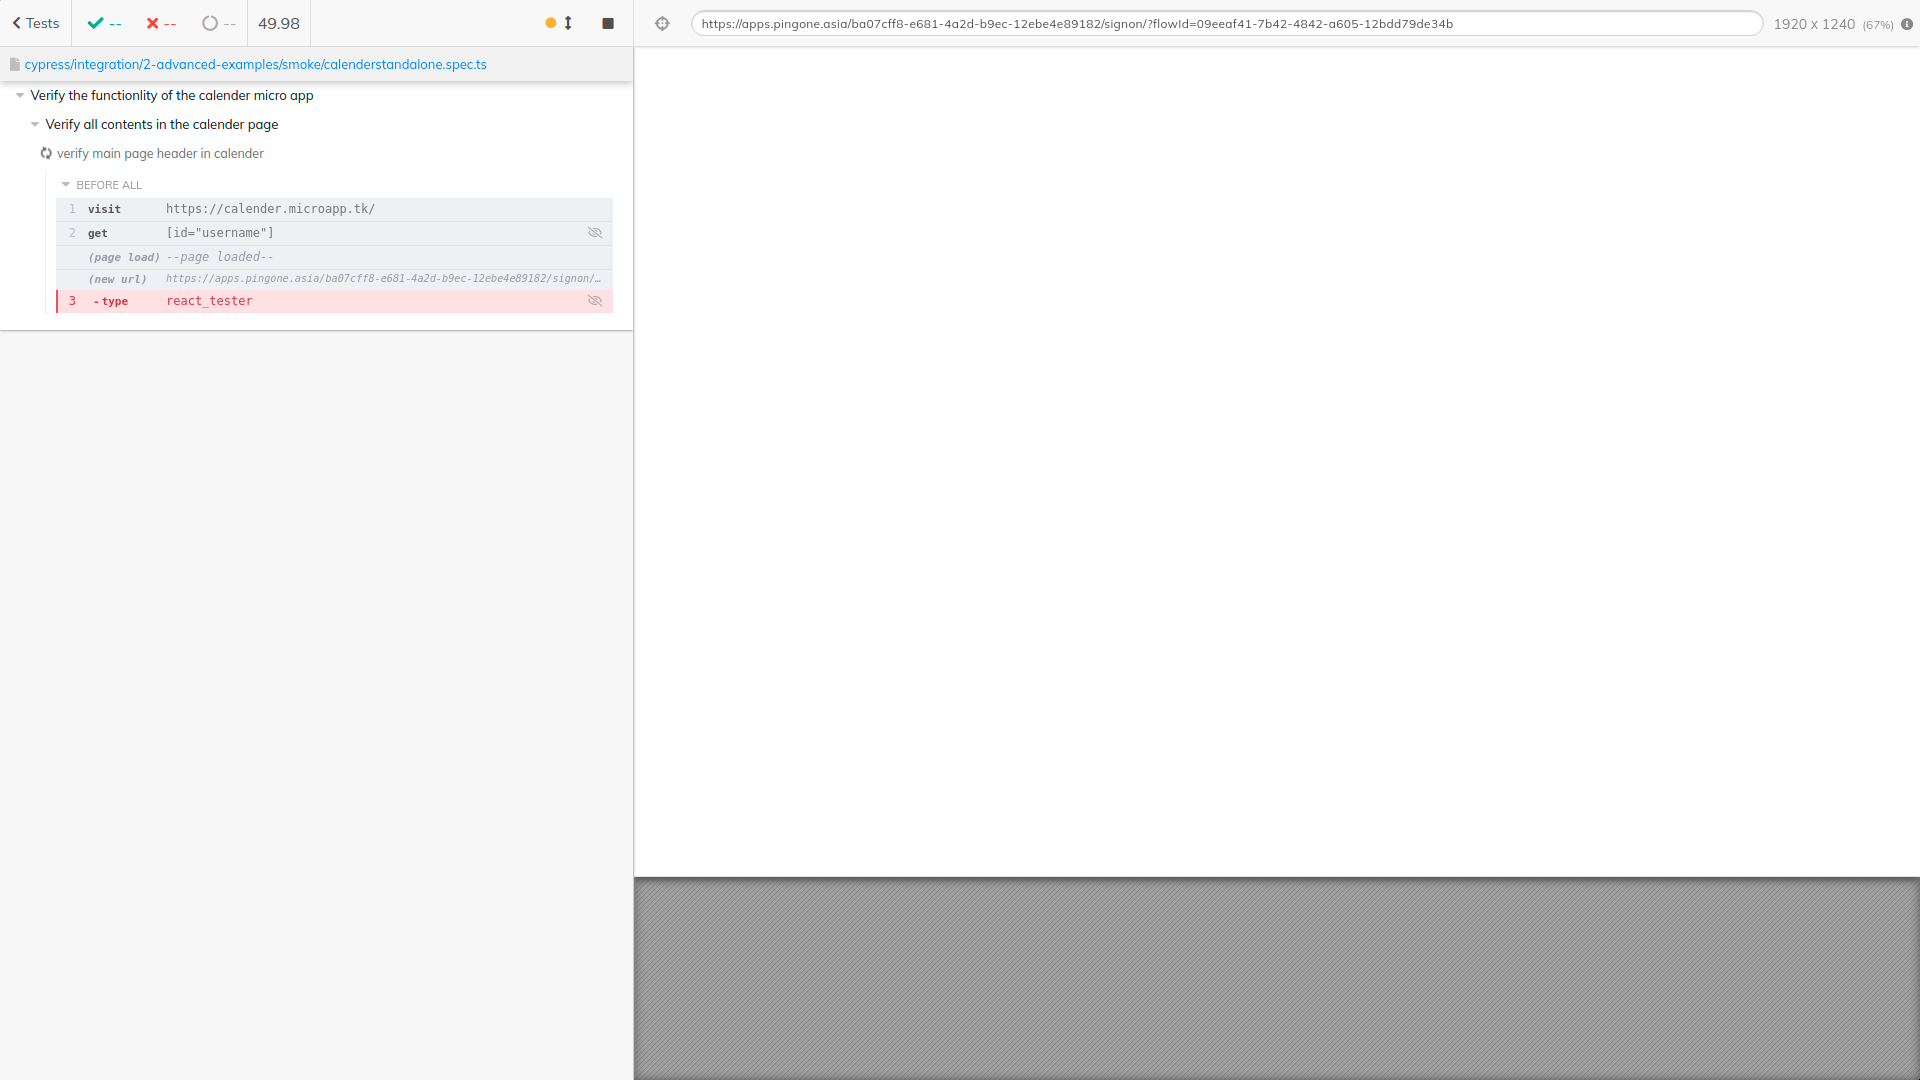 Tests -- -- -- 49.98
https://apps.pingone.asia/ba07cff8-e681-4a2d-b9ec-12ebe4e89182/signon/?flowId=09eeaf41-7b42-4842-a605-12bdd79de34b 1920 x 1240 (67%)
cypress/integration/2-advanced-examples/smoke/calenderstandalone.spec.ts
Verify the functionlity of the calender micro app
Verify all contents in the calender page
verify main page header in calender
BEFORE ALL
1 visit https://calender.microapp.tk/
2 get [id="username"]
(page load) --page loaded--
(new url) https://apps.pingone.asia/ba07cff8-e681-4a2d-b9ec-12ebe4e89182/signon/…
3 -type react_tester